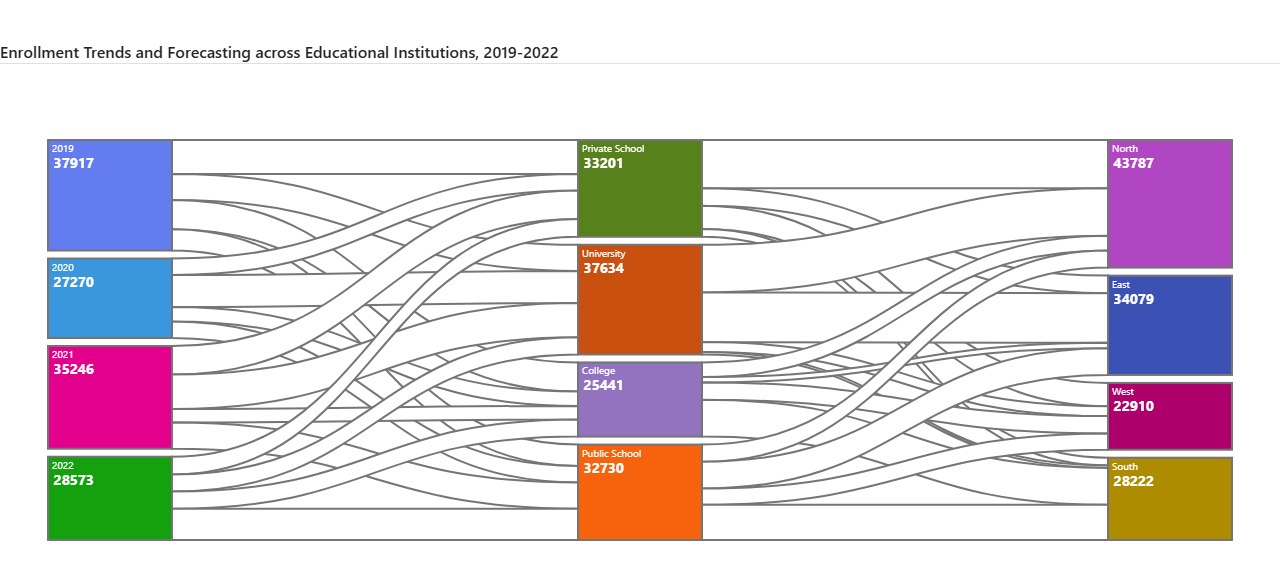 Enrollment Trends and Forecasting across Educational Institutions, 2019-2022
2019
37917
2020
27270
2021
35246
2022
28573
Private School
33201
University
37634
College
25441
Public School
32730
North
43787
East
34079
West
22910
South
28222